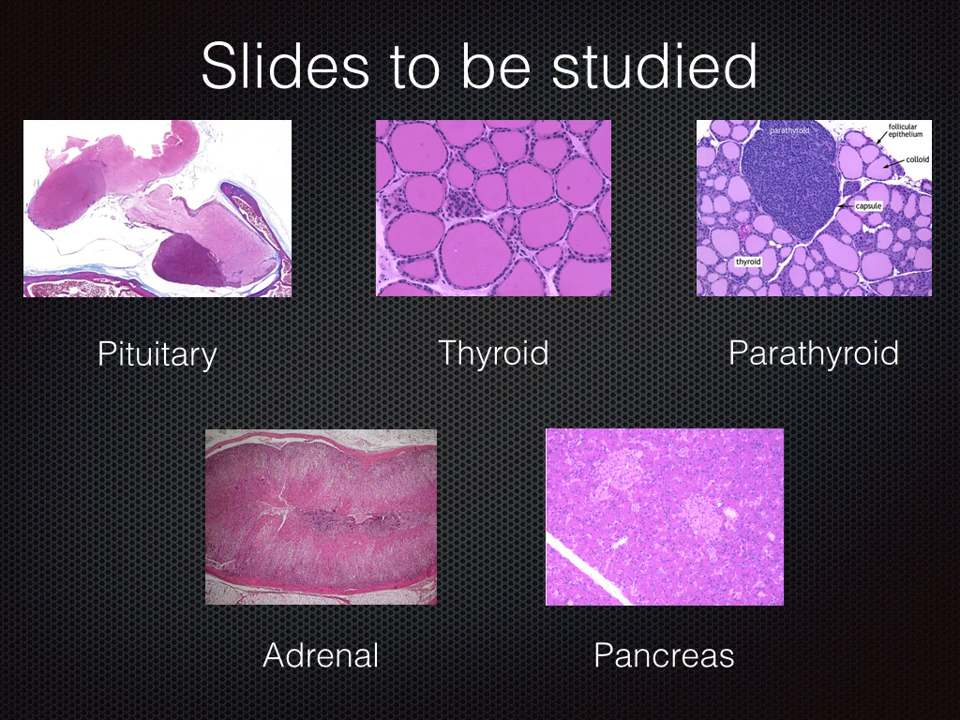 Slides to be studied
parathyroid
follicular
epithelium
colloid
capsule
thyroid
Pituitary
Thyroid
Parathyroid
Adrenal
Pancreas